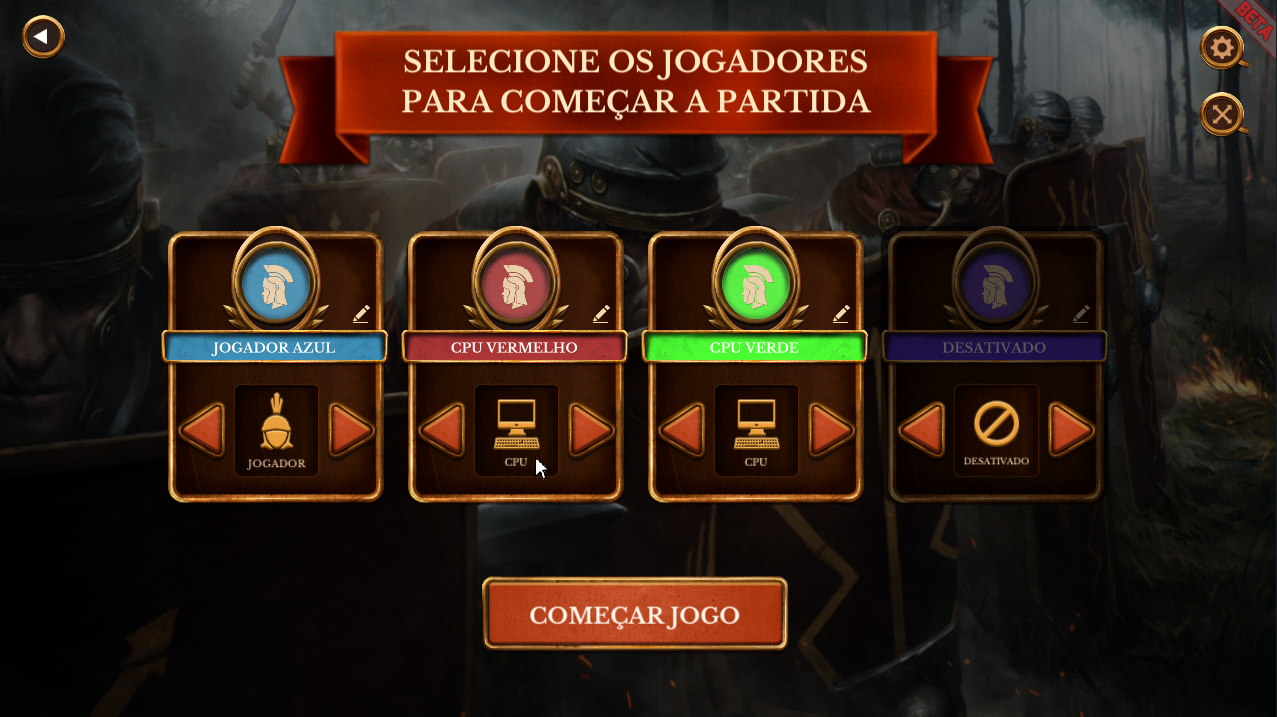 BETA
SELECIONE OS JOGADORES
PARA COMEÇAR A PARTIDA
JOGADOR AZUL
CPU VERMELHO
CPU VERDE
DESATIVADO
JOGADOR
CPU
CPU
DESATIVADO
COMEÇAR JOGO